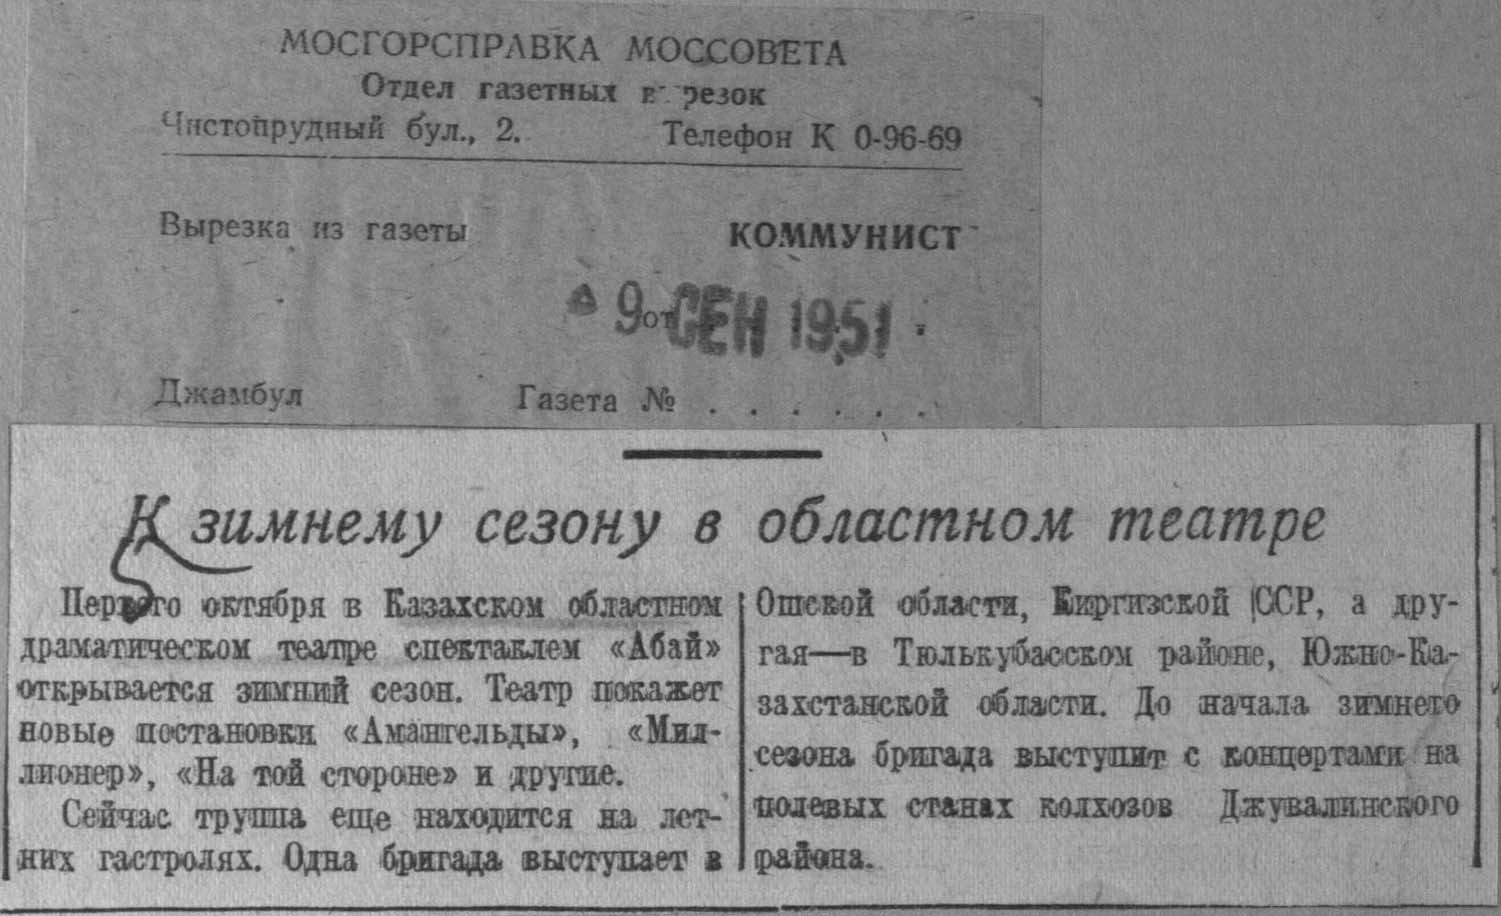 МОСГОРСПРАВКА МОССОВЕТА
Отдел газетных вырезок
Чистопрудный бул., 2. Телефон К 0-96-69
Вырезка из газеты КОММУНИСТ
9 от СЕН 1951 .
Джамбул Газета № . . . . . .
К зимнему сезону в областном театре
Первого октября в Казахском областном
драматическом театре спектаклем «Абай»
открывается зимний сезон. Театр покажет
новые постановки «Амангельды», «Мил-
лионер», «На той стороне» и другие.
Сейчас труппа еще находится на лет-
них гастролях. Одна бригада выступает в
Ошской области, Киргизской ССР, а дру-
гая—в Тюлькубасском районе, Южно-Ка-
захстанской области. До начала зимнего
сезона бригада выступит с концертами на
полевых станах колхозов Джувалинского
района.